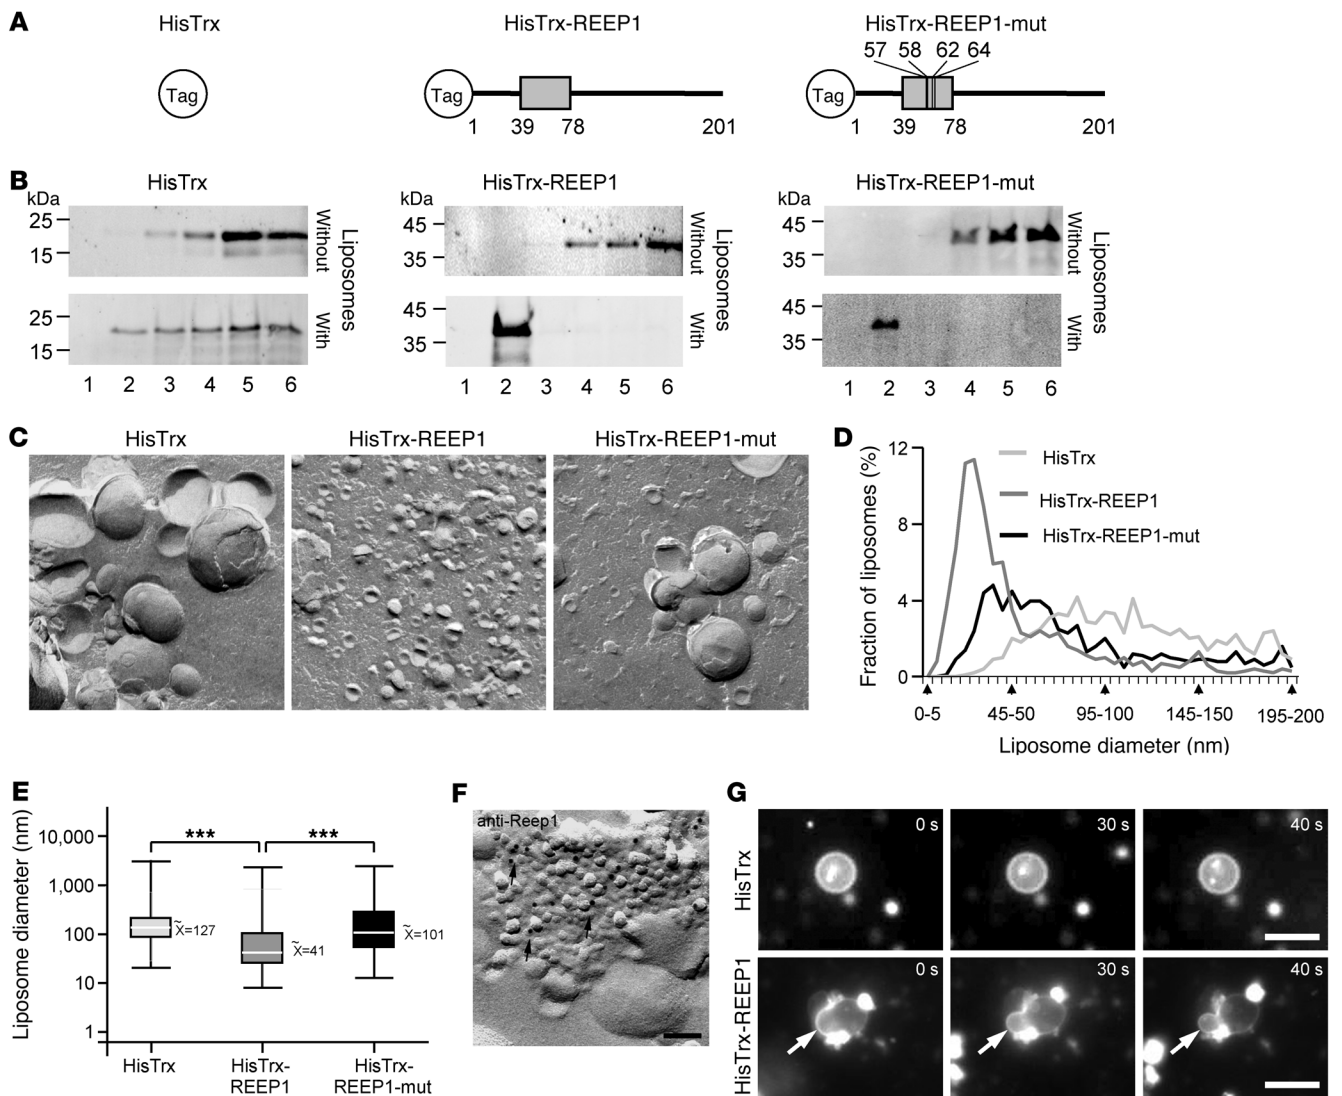 A
HisTrx
HisTrx-REEP1
HisTrx-REEP1-mut
57 58 62 64
Tag
Tag
Tag
1 39 78 201
1 39 78 201
B
HisTrx
HisTrx-REEP1
HisTrx-REEP1-mut
kDa
25
15
Without
25
15
With
Liposomes
1 2 3 4 5 6
kDa
45
35
Without
45
35
With
Liposomes
1 2 3 4 5 6
kDa
45
35
Without
45
35
With
Liposomes
1 2 3 4 5 6
C
HisTrx
HisTrx-REEP1
HisTrx-REEP1-mut
D
Fraction of liposomes (%)
12
8
4
0
HisTrx
HisTrx-REEP1
HisTrx-REEP1-mut
0-5 45-50 95-100 145-150 195-200
Liposome diameter (nm)
E
Liposome diameter (nm)
10,000
1,000
100
10
1
*** ***
x̃=127
x̃=41
x̃=101
HisTrx
HisTrx-
REEP1
HisTrx-
REEP1-mut
F
anti-Reep1
G
HisTrx
0 s
30 s
40 s
HisTrx-REEP1
0 s
30 s
40 s